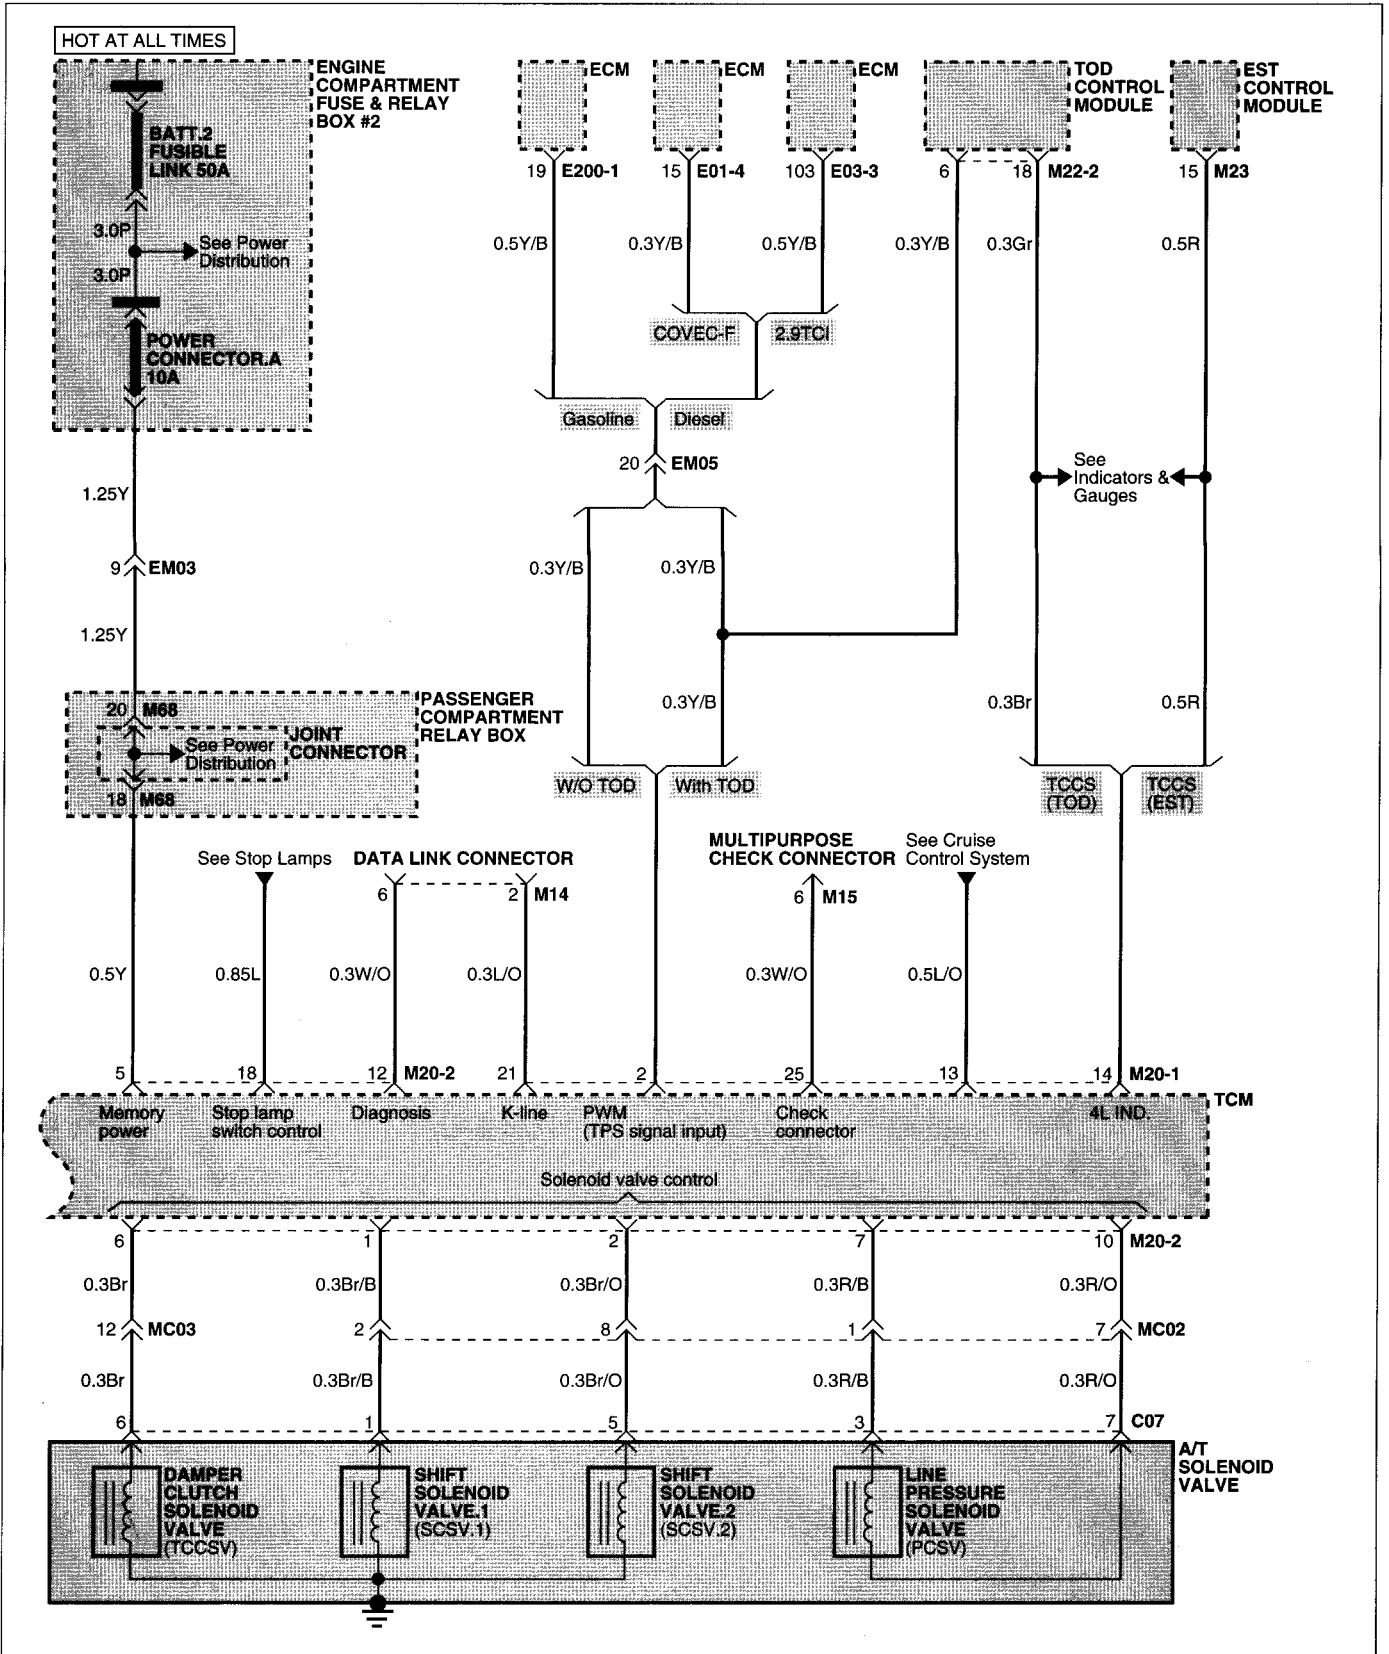 HOT AT ALL TIMES
ENGINE
COMPARTMENT
FUSE & RELAY
BOX #2
BATT.2
FUSIBLE
LINK 50A
3.0P
See Power
Distribution
3.0P
POWER
CONNECTOR.A
10A
ECM
ECM
ECM
TOD
CONTROL
MODULE
EST
CONTROL
MODULE
19 E200-1
15 E01-4
103 E03-3
6
18 M22-2
15 M23
0.5Y/B
0.3Y/B
0.5Y/B
0.3Y/B
0.3Gr
0.5R
COVEC-F
2.9TCI
Gasoline
Diesel
20 EM05
See
Indicators &
Gauges
1.25Y
9 EM03
0.3Y/B
0.3Y/B
1.25Y
20 M68
PASSENGER
COMPARTMENT
RELAY BOX
JOINT
CONNECTOR
See Power
Distribution
18 M68
0.3Y/B
0.3Br
0.5R
W/O TOD
With TOD
TCCS
(TOD)
TCCS
(EST)
See Stop Lamps
DATA LINK CONNECTOR
MULTIPURPOSE
CHECK CONNECTOR
See Cruise
Control System
6
2 M14
6 M15
0.5Y
0.85L
0.3W/O
0.3L/O
0.3W/O
0.5L/O
5
18
12 M20-2
21
2
25
13
14 M20-1
TCM
Memory
power
Stop lamp
switch control
Diagnosis
K-line
PWM
(TPS signal input)
Check
connector
4L IND.
Solenoid valve control
6
1
2
7
10 M20-2
0.3Br
0.3Br/B
0.3Br/O
0.3R/B
0.3R/O
12 MC03
2
8
1
7 MC02
0.3Br
0.3Br/B
0.3Br/O
0.3R/B
0.3R/O
6
1
5
3
7 C07
A/T
SOLENOID
VALVE
DAMPER
CLUTCH
SOLENOID
VALVE
(TCCSV)
SHIFT
SOLENOID
VALVE.1
(SCSV.1)
SHIFT
SOLENOID
VALVE.2
(SCSV.2)
LINE
PRESSURE
SOLENOID
VALVE
(PCSV)